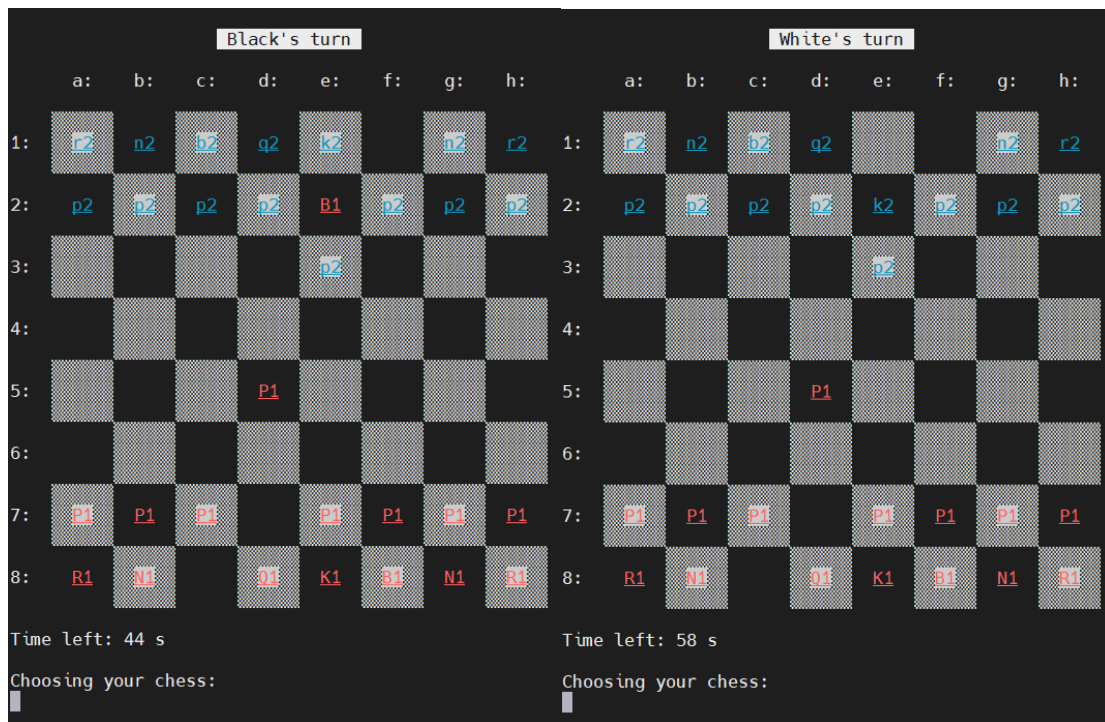 Black's turn
a: b: c: d: e: f: g: h:
1: r2 n2 b2 q2 k2 n2 r2
2: p2 p2 p2 p2 B1 p2 p2 p2
3: p2
4:
5: P1
6:
7: P1 P1 P1 P1 P1 P1 P1
8: R1 N1 Q1 K1 B1 N1 R1
Time left: 44 s
Choosing your chess:
White's turn
a: b: c: d: e: f: g: h:
1: r2 n2 b2 q2 n2 r2
2: p2 p2 p2 p2 k2 p2 p2 p2
3: p2
4:
5: P1
6:
7: P1 P1 P1 P1 P1 P1 P1
8: R1 N1 Q1 K1 B1 N1 R1
Time left: 58 s
Choosing your chess: